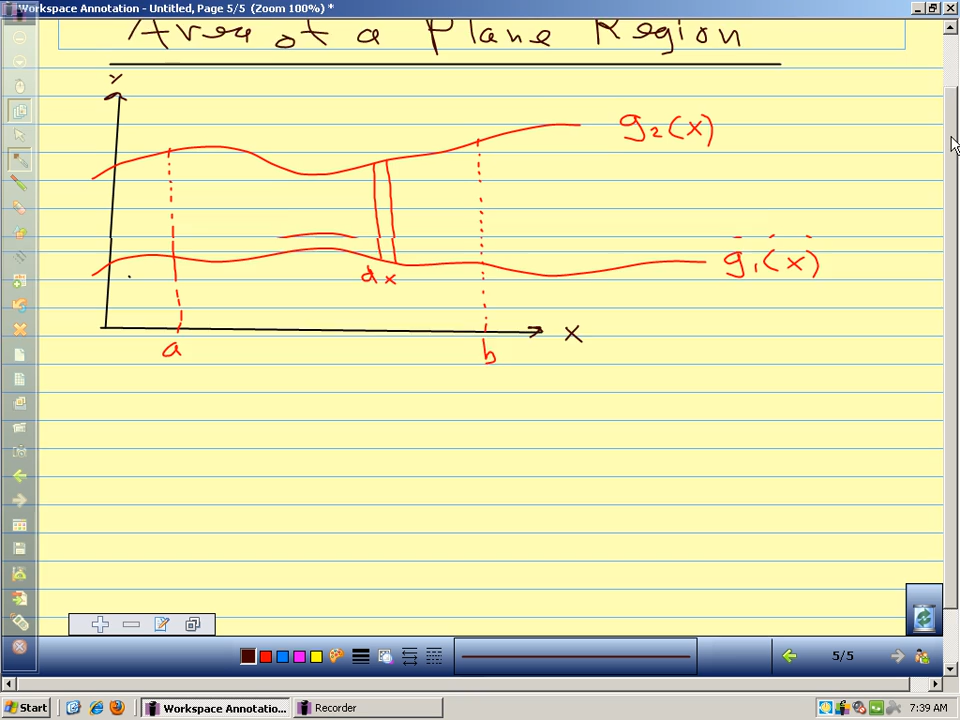 Workspace Annotation - Untitled, Page 5/5 (Zoom 100%) *
Area of a Plane Region
y
g₂(x)
g₁(x)
dx
x
a
b
5/5
Start
Workspace Annotatio...
Recorder
7:39 AM